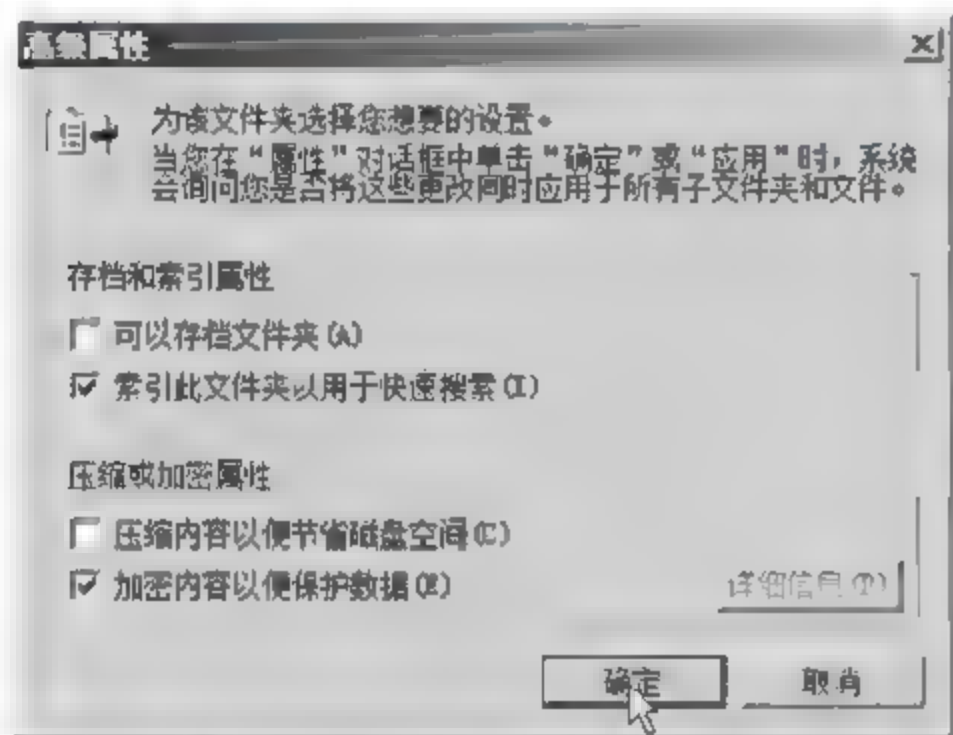 高级属性
为该文件夹选择您想要的设置。
当您在“属性”对话框中单击“确定”或“应用”时，系统
会询问您是否将这些更改同时应用于所有子文件夹和文件。
存档和索引属性
可以存档文件夹(A)
索引此文件夹以用于快速搜索(I)
压缩或加密属性
压缩内容以便节省磁盘空间(C)
加密内容以便保护数据(E)
详细信息(T)
确定
取消